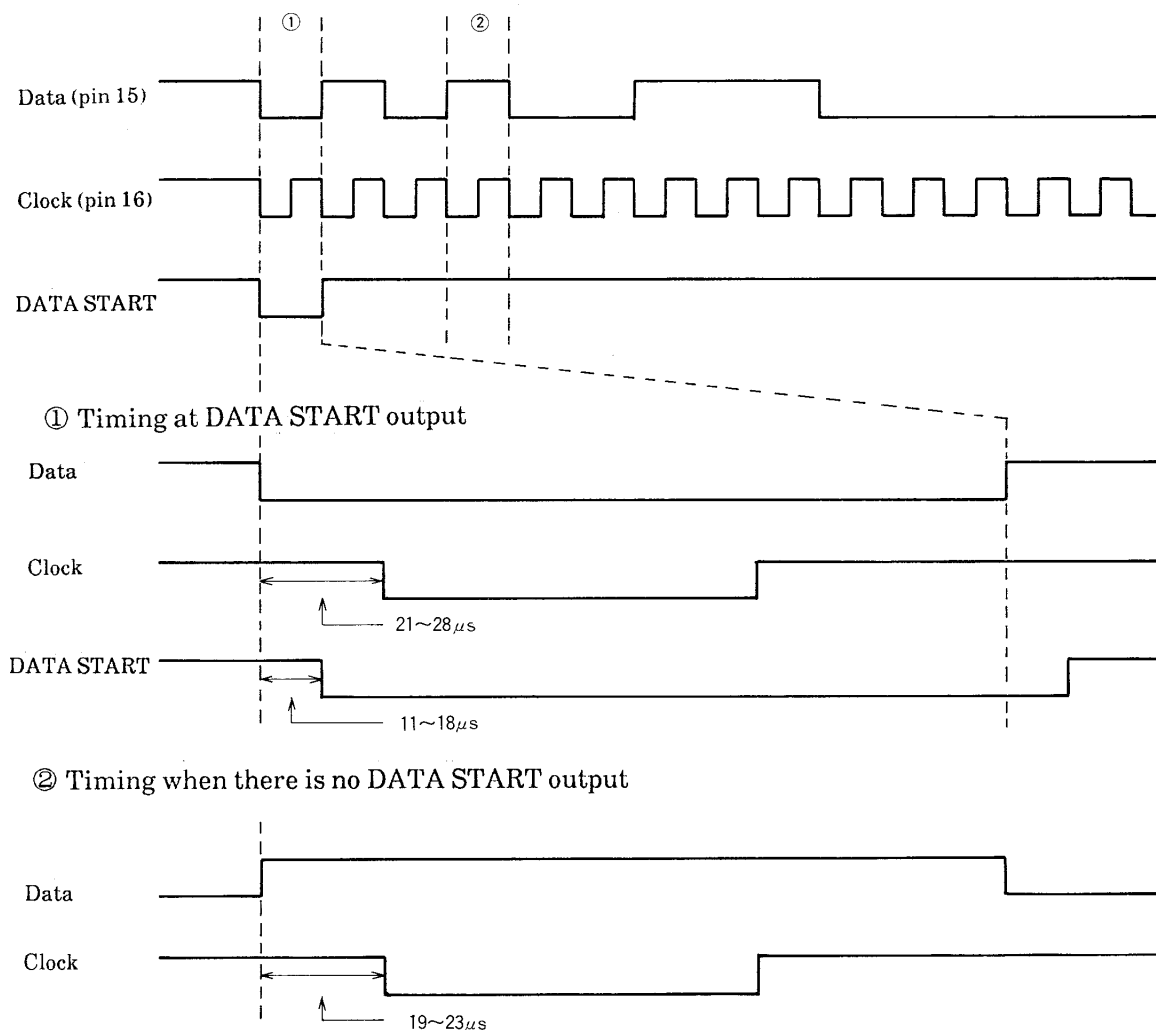 ① ②
Data (pin 15)
Clock (pin 16)
DATA START
① Timing at DATA START output
Data
Clock
21~28μs
DATA START
11~18μs
② Timing when there is no DATA START output
Data
Clock
19~23μs